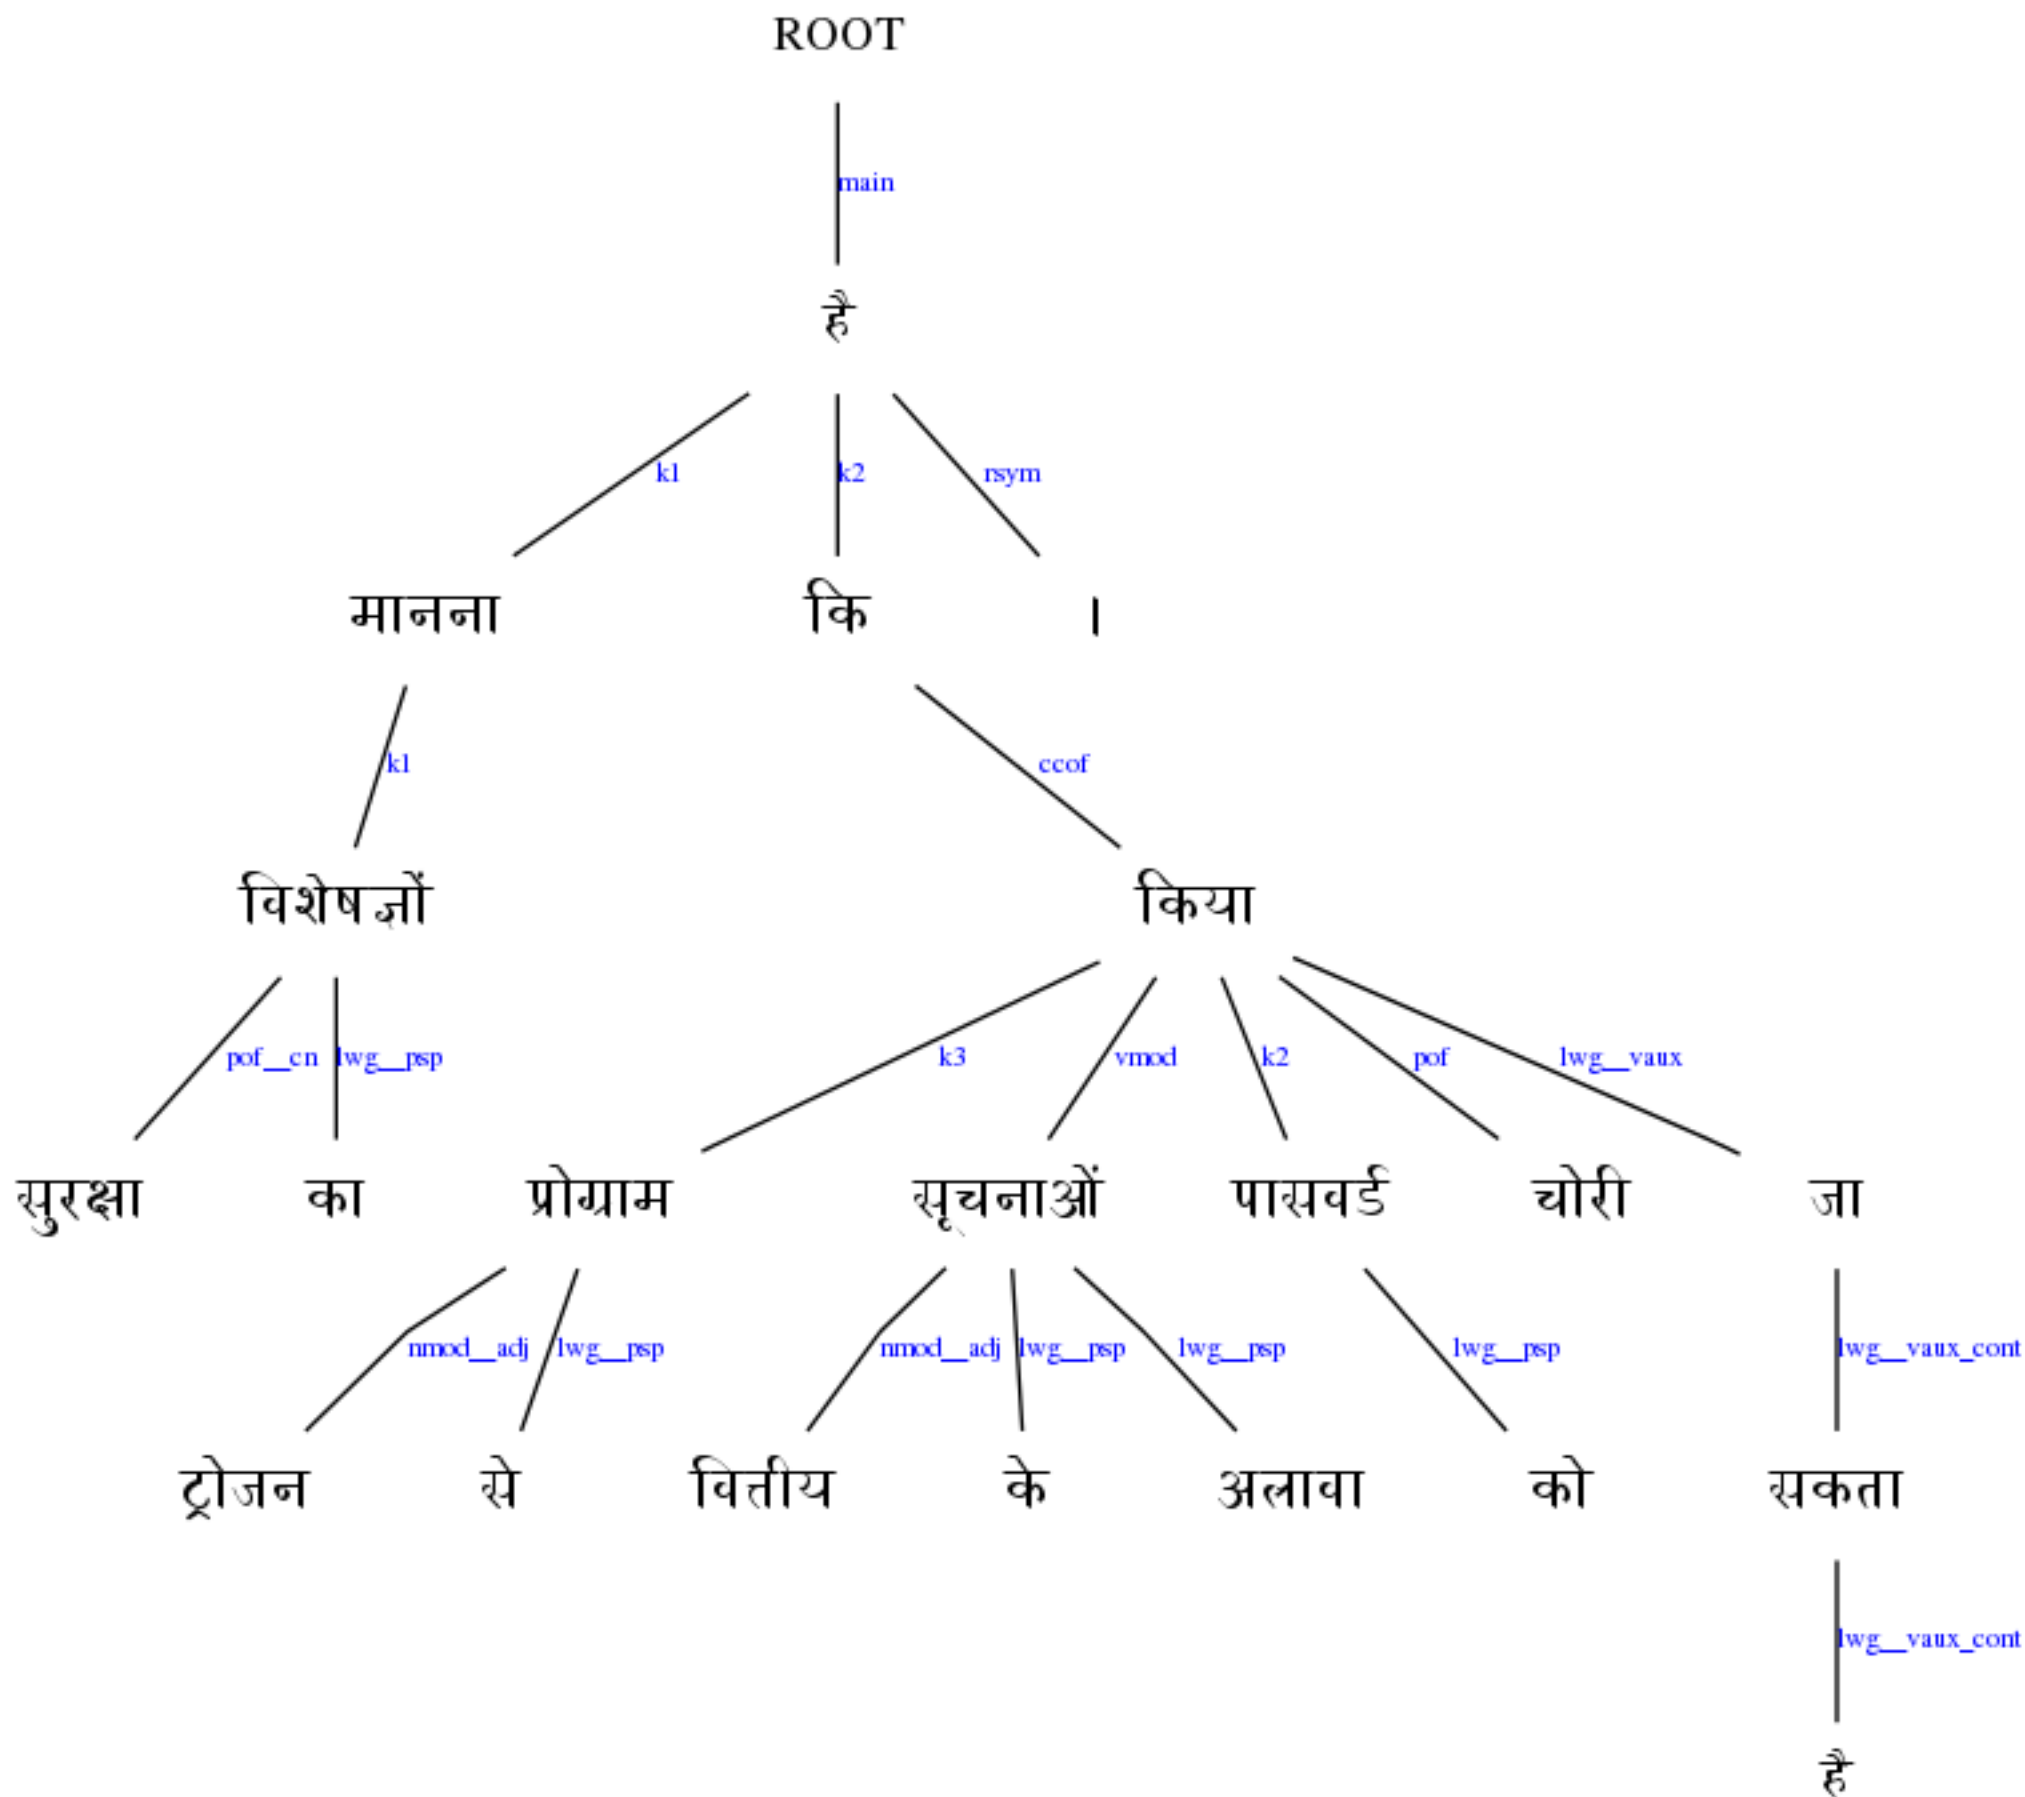 ROOT
main
है
k1 k2 rsym
मानना कि ।
k1 ccof
विशेषज्ञों किया
pof__cn lwg__psp k3 vmod k2 pof lwg__vaux
सुरक्षा का प्रोग्राम सूचनाओं पासवर्ड चोरी जा
nmod__adj lwg__psp nmod__adj lwg__psp lwg__psp lwg__psp lwg__vaux_cont
ट्रोजन से वित्तीय के अलावा को सकता
lwg__vaux_cont
है